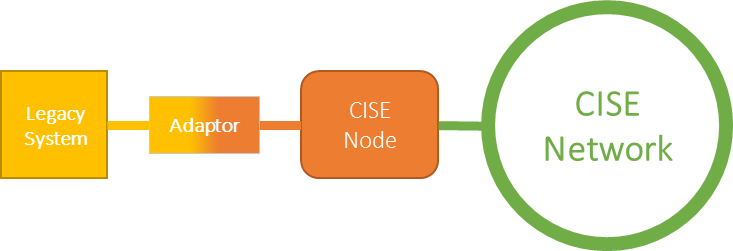 Legacy
System
Adaptor
CISE
Node
CISE
Network